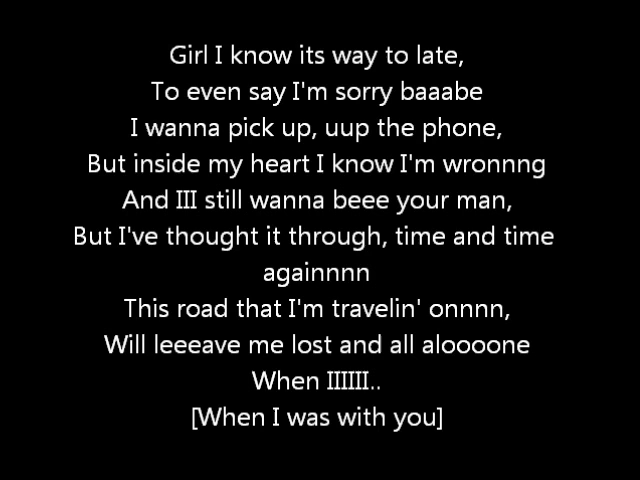 Girl I know its way to late,
To even say I'm sorry baaabe
I wanna pick up, uup the phone,
But inside my heart I know I'm wronnng
And III still wanna beee your man,
But I've thought it through, time and time
againnnn
This road that I'm travelin' onnnn,
Will leeeave me lost and all aloooone
When IIIIII..
[When I was with you]